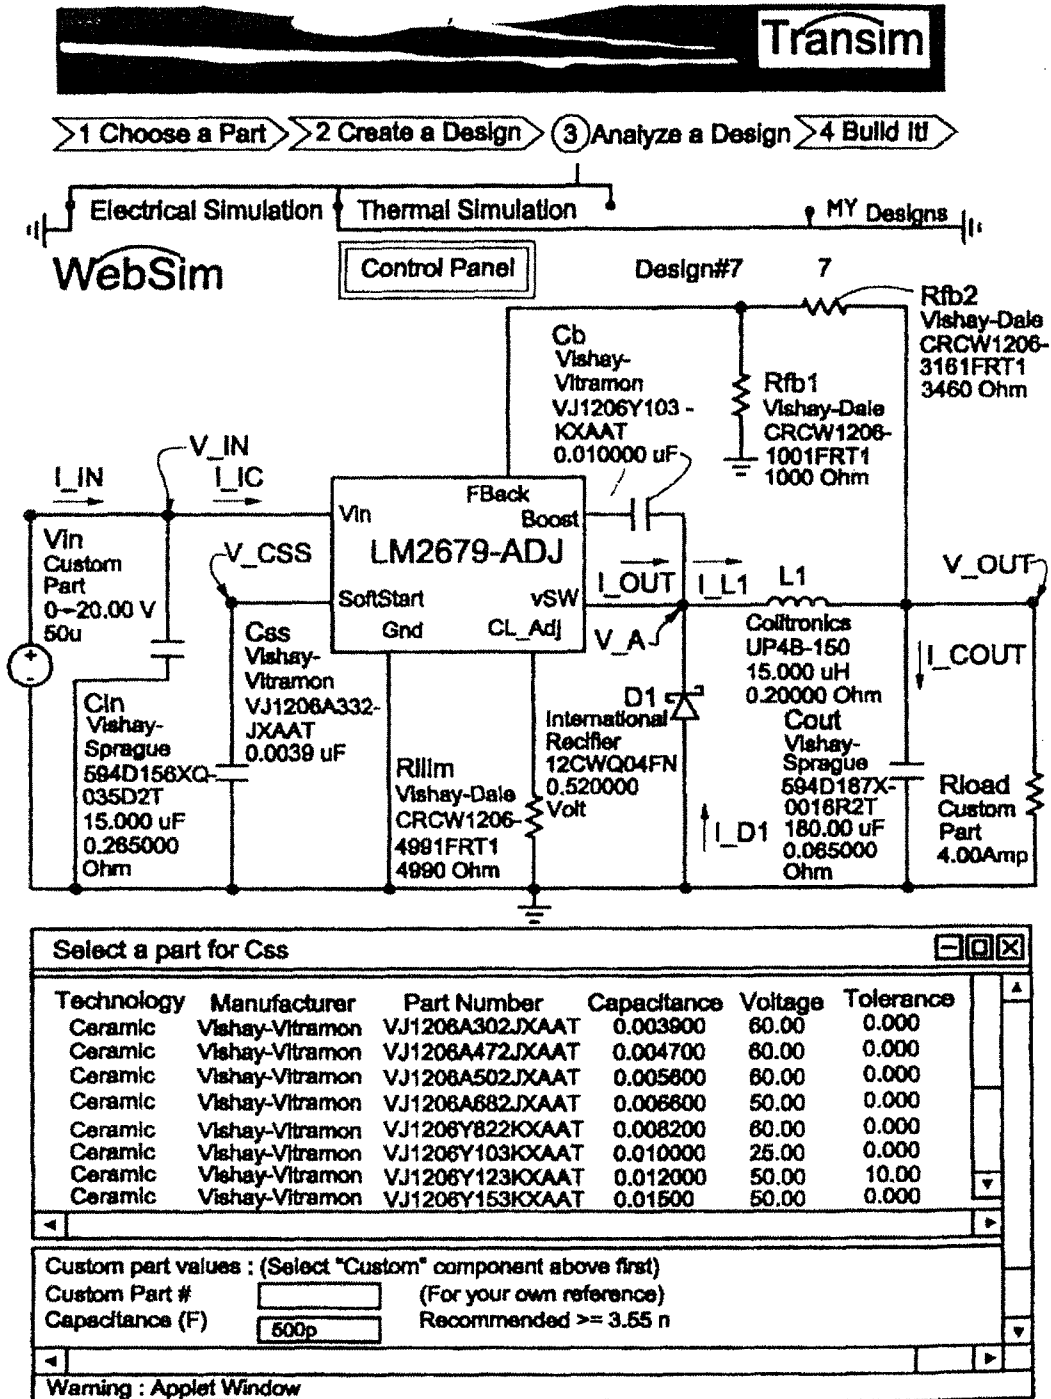 Transim
1 Choose a Part
2 Create a Design
3 Analyze a Design
4 Build It!
Electrical Simulation
Thermal Simulation
MY Designs
WebSim
Control Panel
Design#7
7
Rfb2
Vishay-Dale
CRCW1206-
3161FRT1
3460 Ohm
Cb
Vishay-
Vitramon
VJ1206Y103 -
KXAAT
0.010000 uF
Rfb1
Vishay-Dale
CRCW1206-
1001FRT1
1000 Ohm
V_IN
I_IN
I_IC
Vin
Custom
Part
0-20.00 V
50u
+
-
V_CSS
Vin
FBack
Boost
LM2679-ADJ
SoftStart
vSW
Gnd
CL_Adj
I_OUT
I_L1
L1
V_OUT
V_A
Coiltronics
UP4B-150
15.000 uH
0.20000 Ohm
I_COUT
Css
Vishay-
Vitramon
VJ1206A332-
JXAAT
0.0039 uF
Cin
Vishay-
Sprague
594D156XQ-
035D2T
15.000 uF
0.265000
Ohm
Rlim
Vishay-Dale
CRCW1206-
4991FRT1
4990 Ohm
D1
International
Recifier
12CWQ04FN
0.520000
Volt
I_D1
Cout
Vishay-
Sprague
594D187X-
0016R2T
180.00 uF
0.065000
Ohm
Rload
Custom
Part
4.00Amp
Select a part for Css
Technology Manufacturer Part Number Capacitance Voltage Tolerance
Ceramic Vishay-Vitramon VJ1206A302JXAAT 0.003900 60.00 0.000
Ceramic Vishay-Vitramon VJ1206A472JXAAT 0.004700 60.00 0.000
Ceramic Vishay-Vitramon VJ1206A502JXAAT 0.005600 60.00 0.000
Ceramic Vishay-Vitramon VJ1206A682JXAAT 0.006600 50.00 0.000
Ceramic Vishay-Vitramon VJ1206Y822KXAAT 0.008200 60.00 0.000
Ceramic Vishay-Vitramon VJ1206Y103KXAAT 0.010000 25.00 0.000
Ceramic Vishay-Vitramon VJ1206Y123KXAAT 0.012000 50.00 10.00
Ceramic Vishay-Vitramon VJ1206Y153KXAAT 0.01500 50.00 0.000
Custom part values : (Select "Custom" component above first)
Custom Part # (For your own reference)
Capacitance (F) 500p Recommended >= 3.55 n
Warning : Applet Window